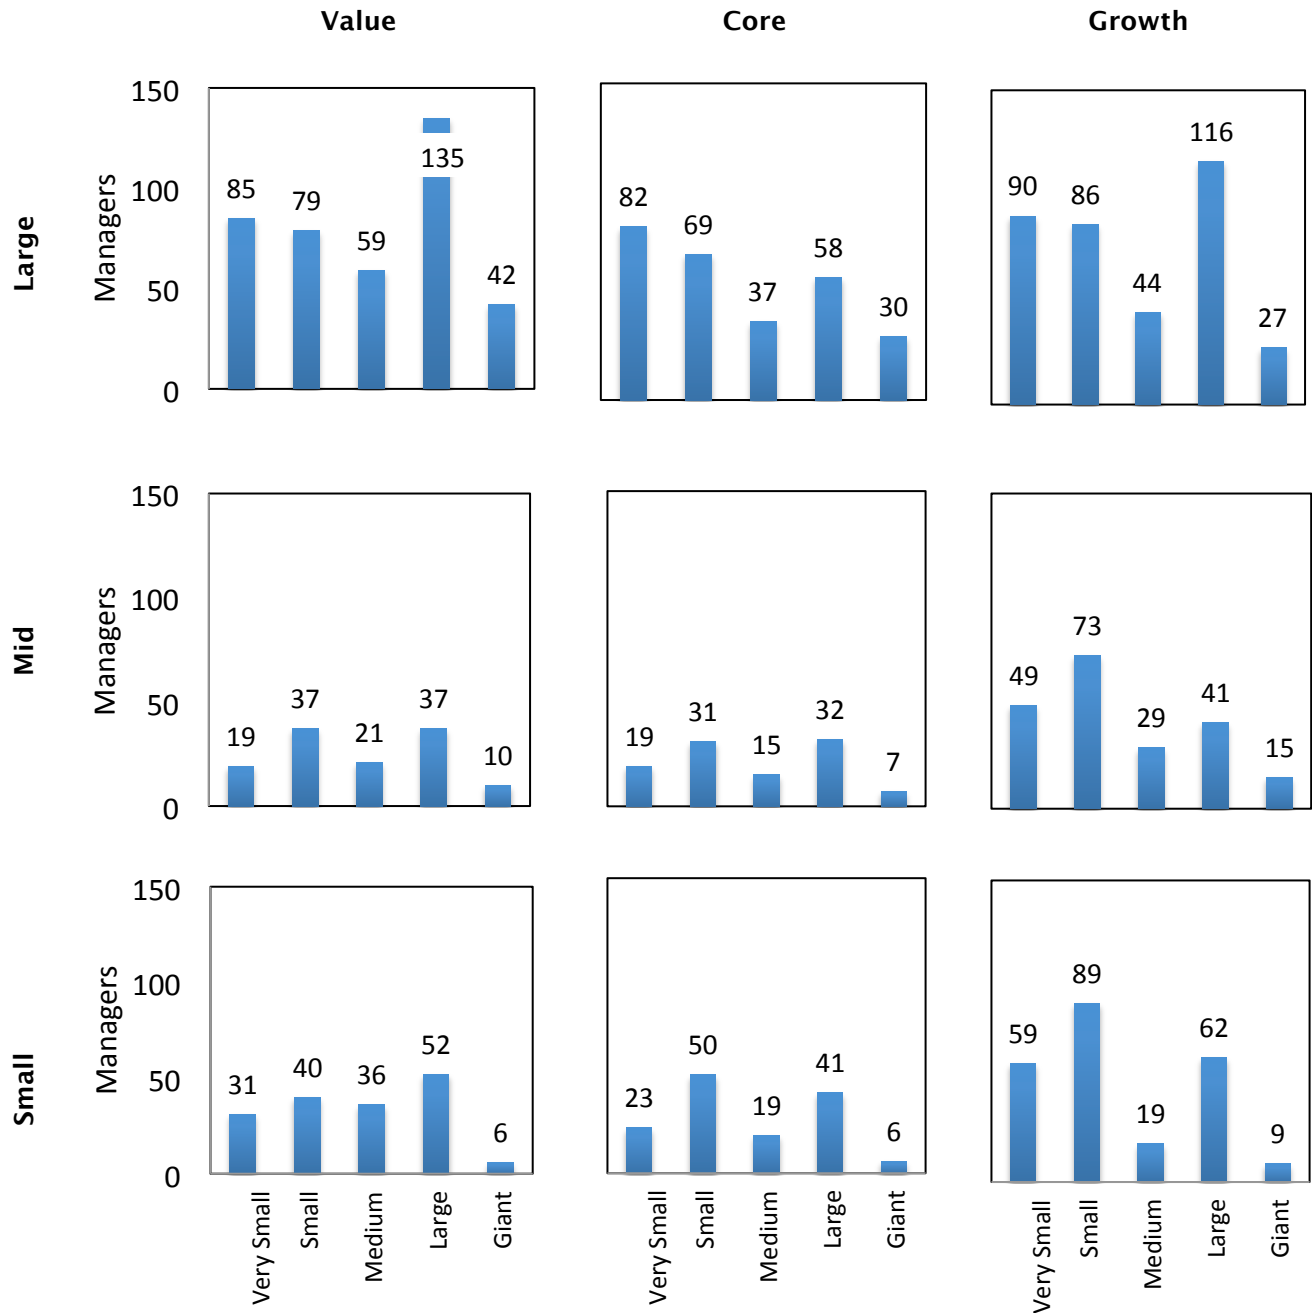 Value Core Growth
Large
Managers
150
100
50
0
85 79 59 135 42
82 69 37 58 30
90 86 44 116 27
Mid
Managers
150
100
50
0
19 37 21 37 10
19 31 15 32 7
49 73 29 41 15
Small
Managers
150
100
50
0
31 40 36 52 6
23 50 19 41 6
59 89 19 62 9
Very Small Small Medium Large Giant
Very Small Small Medium Large Giant
Very Small Small Medium Large Giant